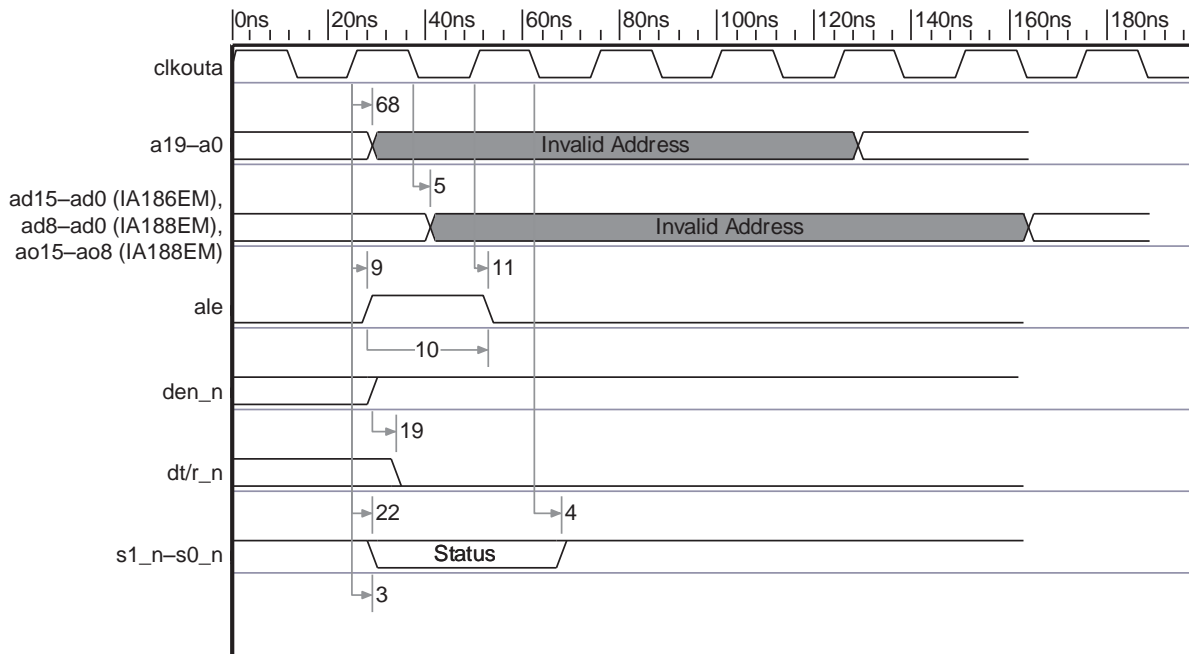 0ns 20ns 40ns 60ns 80ns 100ns 120ns 140ns 160ns 180ns
clkouta
68
a19–a0 Invalid Address
5
ad15–ad0 (IA186EM),
ad8–ad0 (IA188EM), Invalid Address
ao15–ao8 (IA188EM)
9 11
ale
10
den_n
19
dt/r_n
22 4
s1_n–s0_n Status
3